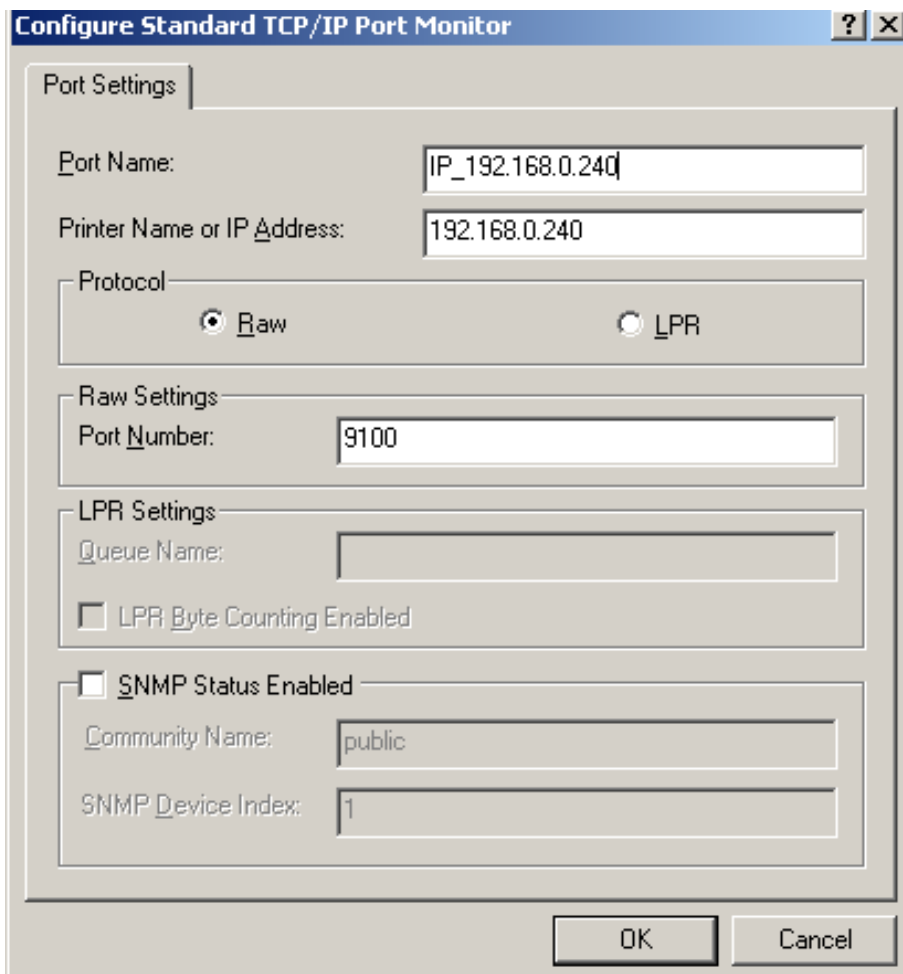 Configure Standard TCP/IP Port Monitor
Port Settings
Port Name:
IP_192.168.0.240
Printer Name or IP Address:
192.168.0.240
Protocol
Raw
LPR
Raw Settings
Port Number:
9100
LPR Settings
Queue Name:
LPR Byte Counting Enabled
SNMP Status Enabled
Community Name:
public
SNMP Device Index:
1
OK
Cancel